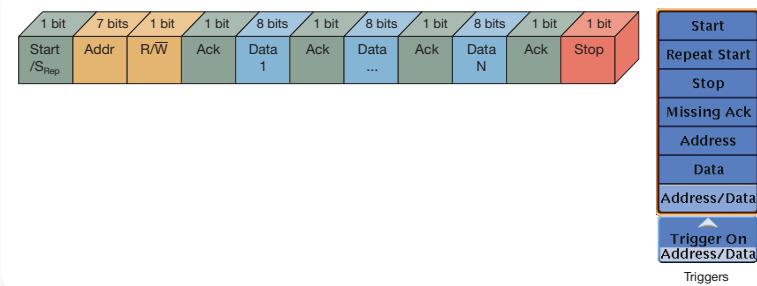 1 bit 7 bits 1 bit 1 bit 8 bits 1 bit 8 bits 1 bit 8 bits 1 bit 1 bit
Start Addr R/W̅ Ack Data Ack Data Ack Data Ack Stop
/SRep 1 ... N
Start
Repeat Start
Stop
Missing Ack
Address
Data
Address/Data
Trigger On
Address/Data
Triggers